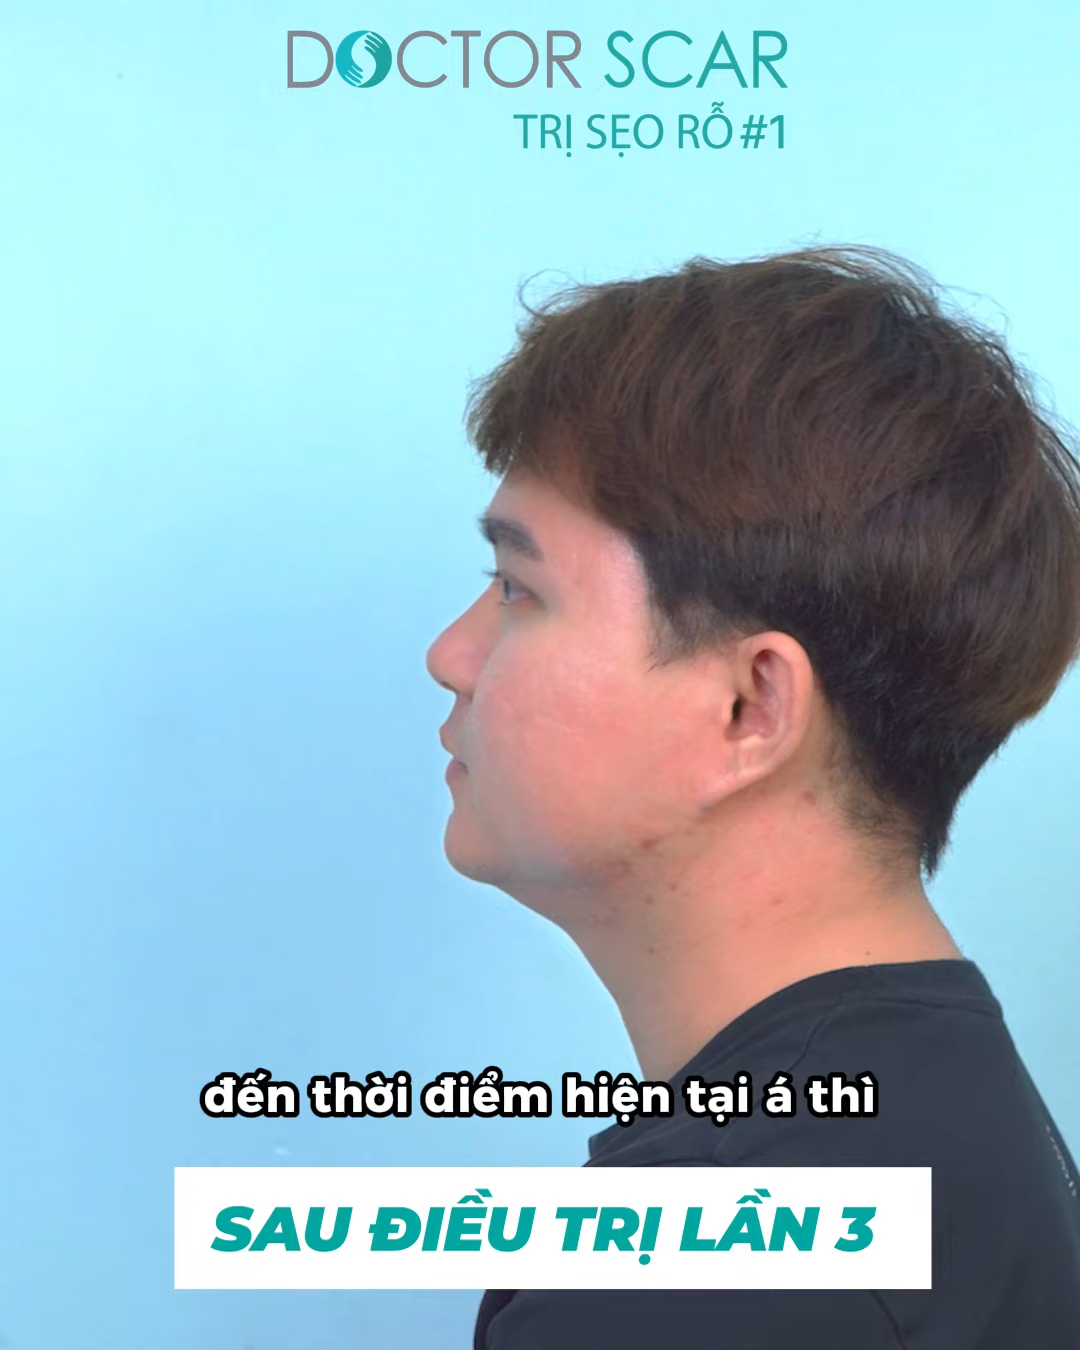 DOCTOR SCAR
TRỊ SẸO RỖ #1
đến thời điểm hiện tại á thì
SAU ĐIỀU TRỊ LẦN 3